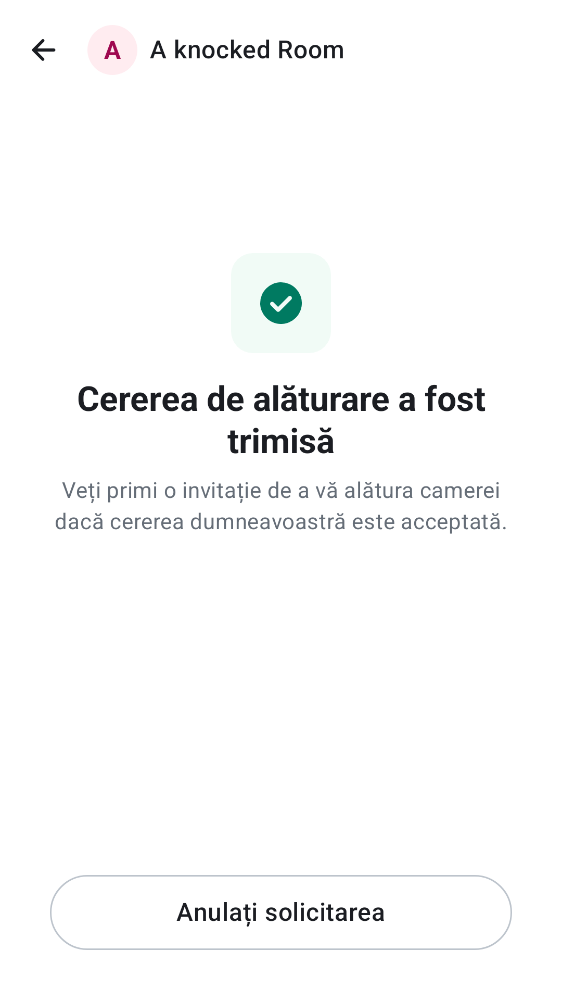 A
A knocked Room
Cererea de alăturare a fost
trimisă
Veți primi o invitație de a vă alătura camerei
dacă cererea dumneavoastră este acceptată.
Anulați solicitarea